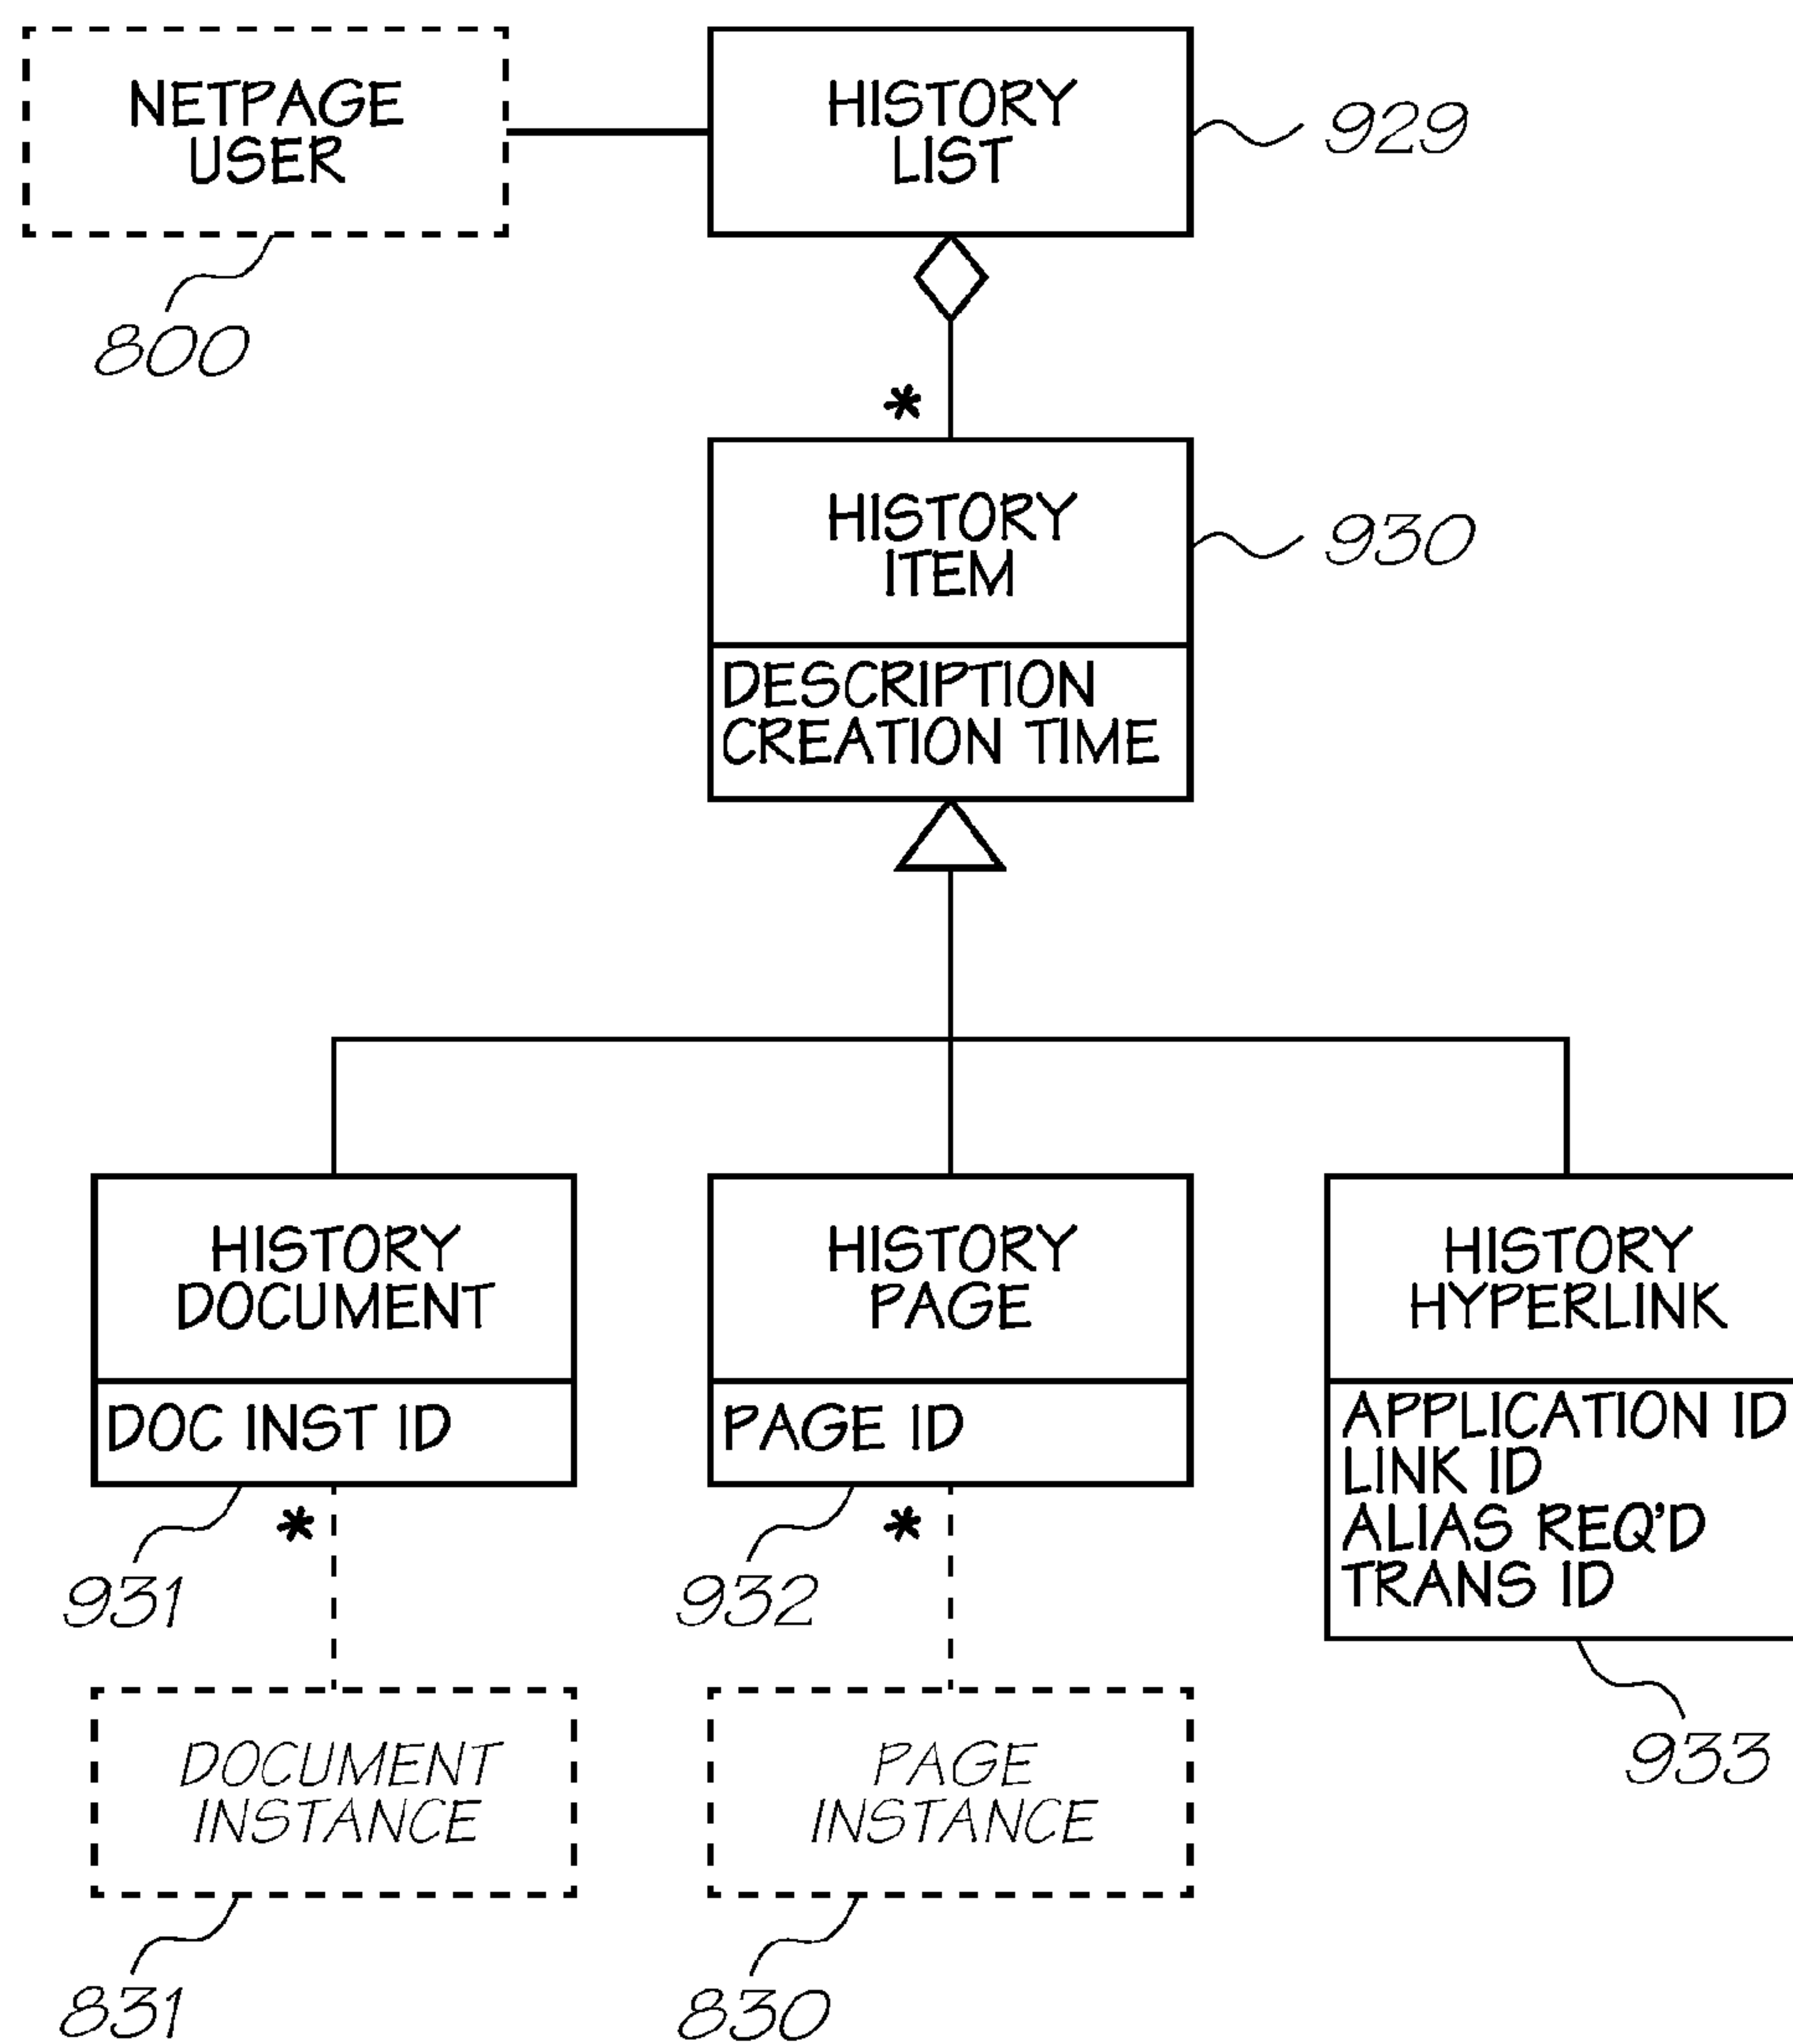 NETPAGE
USER
800
HISTORY
LIST
929
*
HISTORY
ITEM
930
DESCRIPTION
CREATION TIME
HISTORY
DOCUMENT
DOC INST ID
931
*
HISTORY
PAGE
PAGE ID
932
*
HISTORY
HYPERLINK
APPLICATION ID
LINK ID
ALIAS REQ'D
TRANS ID
933
DOCUMENT
INSTANCE
831
PAGE
INSTANCE
830